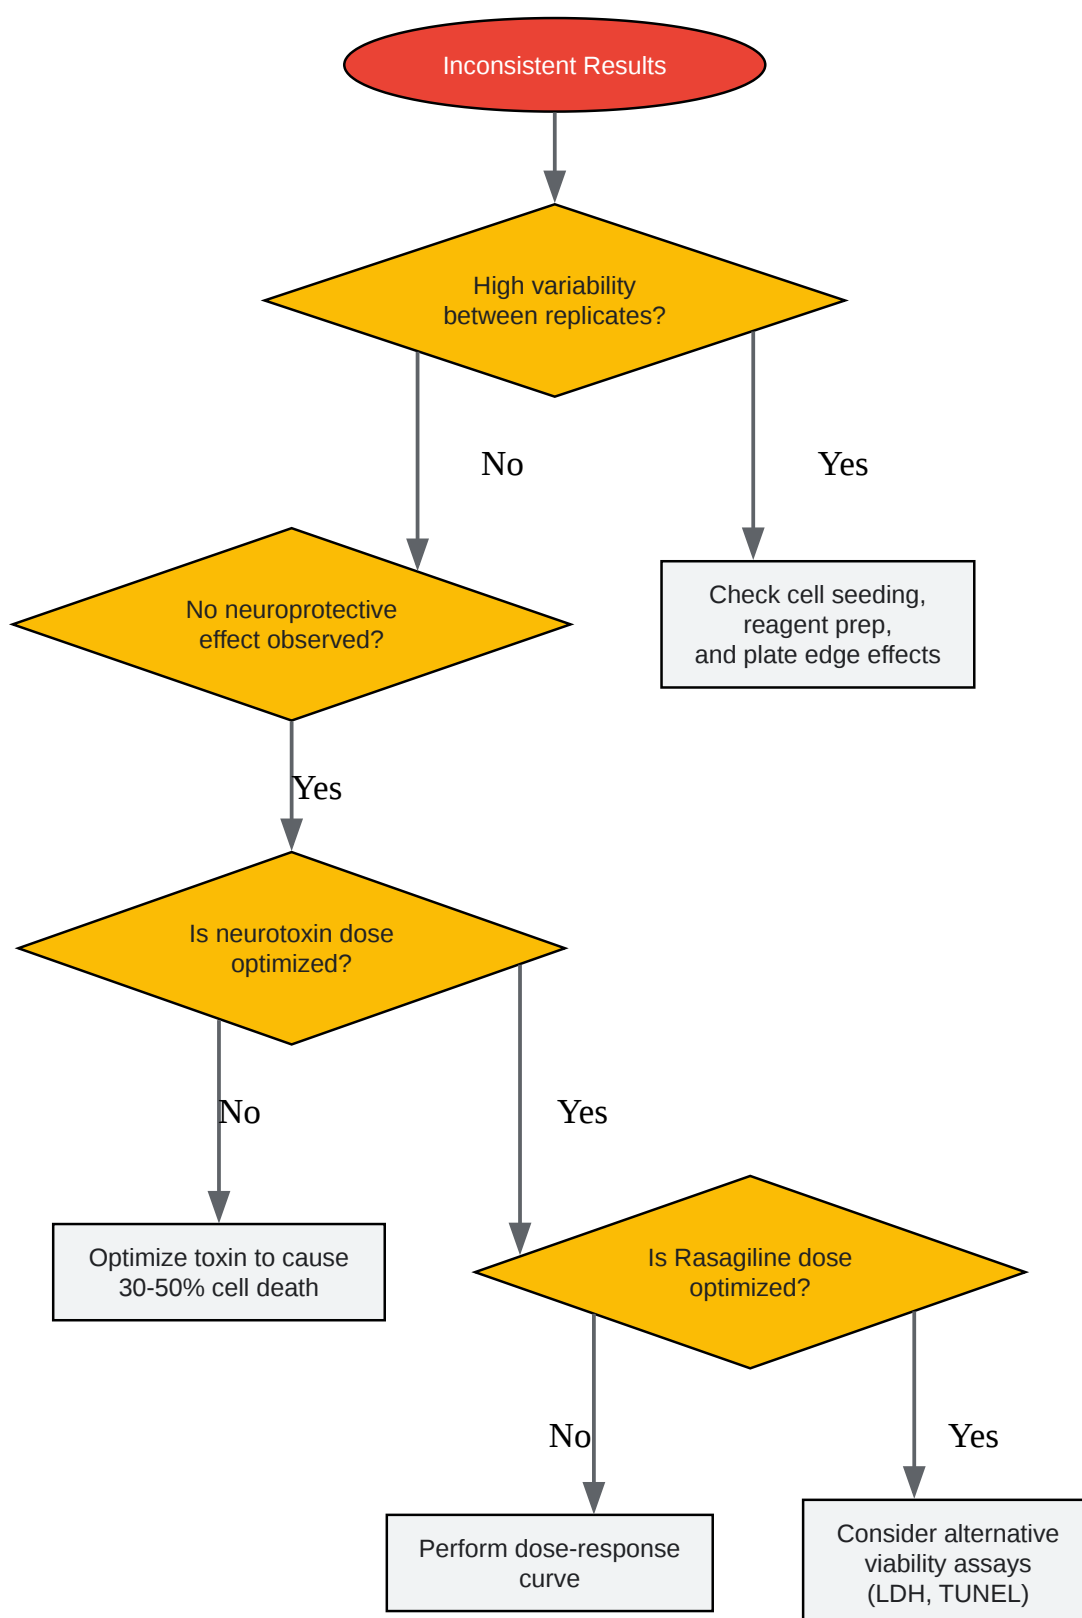 Inconsistent Results
High variability
between replicates?
No
Yes
No neuroprotective
effect observed?
Check cell seeding,
reagent prep,
and plate edge effects
Yes
Is neurotoxin dose
optimized?
No
Yes
Optimize toxin to cause
30-50% cell death
Is Rasagiline dose
optimized?
No
Yes
Perform dose-response
curve
Consider alternative
viability assays
(LDH, TUNEL)